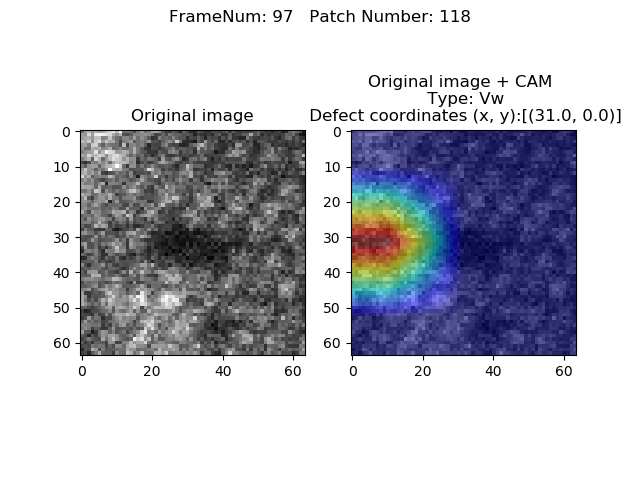 FrameNum: 97   Patch Number: 118
Original image
Original image + CAM
Type: Vw
Defect coordinates (x, y):[(31.0, 0.0)]
0
10
20
30
40
50
60
0 20 40 60
0
10
20
30
40
50
60
0 20 40 60